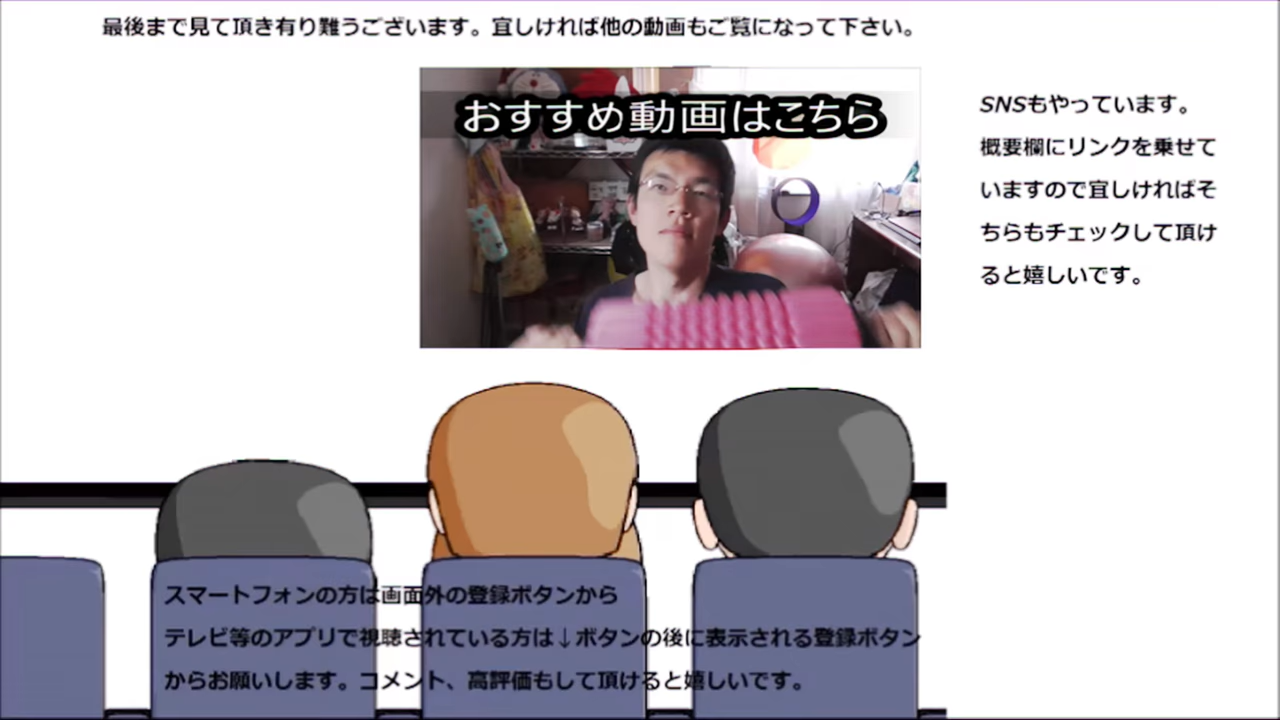 最後まで見て頂き有り難うございます。宜しければ他の動画もご覧になって下さい。
おすすめ動画はこちら
SNSもやっています。
概要欄にリンクを乗せて
いますので宜しければそ
ちらもチェックして頂け
ると嬉しいです。
スマートフォンの方は画面外の登録ボタンから
テレビ等のアプリで視聴されている方は↓ボタンの後に表示される登録ボタン
からお願いします。コメント、高評価もして頂けると嬉しいです。